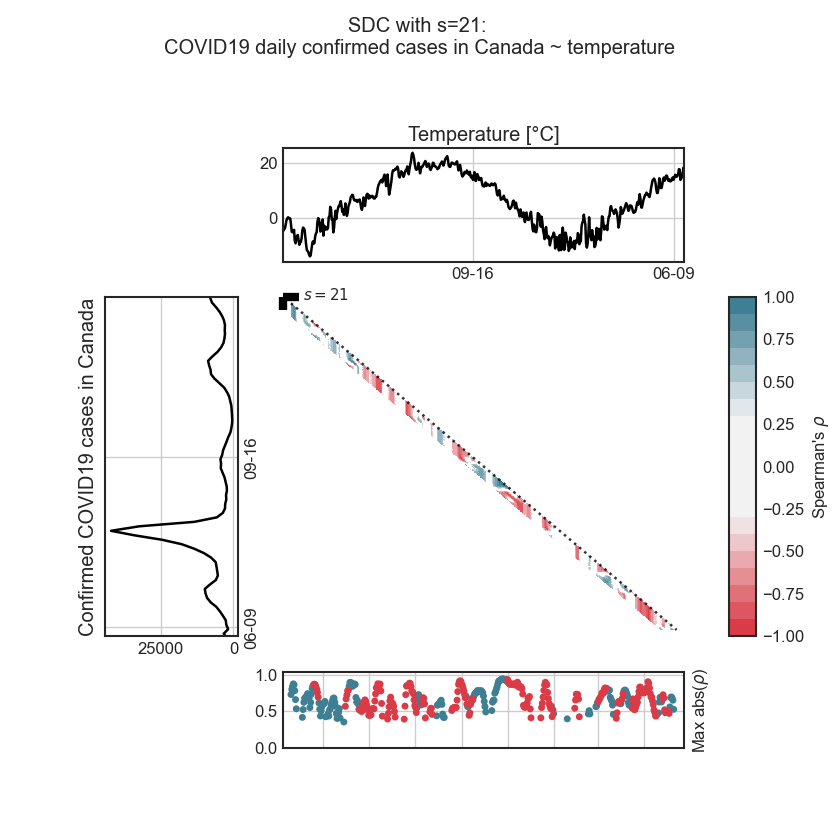 SDC with s=21:
COVID19 daily confirmed cases in Canada ~ temperature
Temperature [°C]
20
0
09-16
06-09
s = 21
Confirmed COVID19 cases in Canada
09-16
06-09
25000
0
1.00
0.75
0.50
0.25
0.00
−0.25
−0.50
−0.75
−1.00
Spearman's ρ
1.0
0.5
0.0
Max abs(ρ)